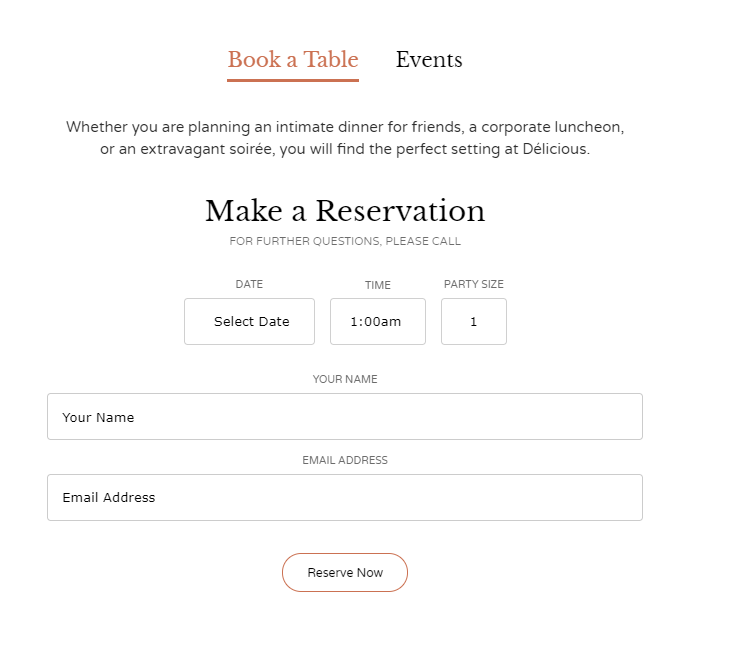 Book a Table Events
Whether you are planning an intimate dinner for friends, a corporate luncheon,
or an extravagant soirée, you will find the perfect setting at Délicious.
Make a Reservation
FOR FURTHER QUESTIONS, PLEASE CALL
DATE TIME PARTY SIZE
Select Date 1:00am 1
YOUR NAME
Your Name
EMAIL ADDRESS
Email Address
Reserve Now